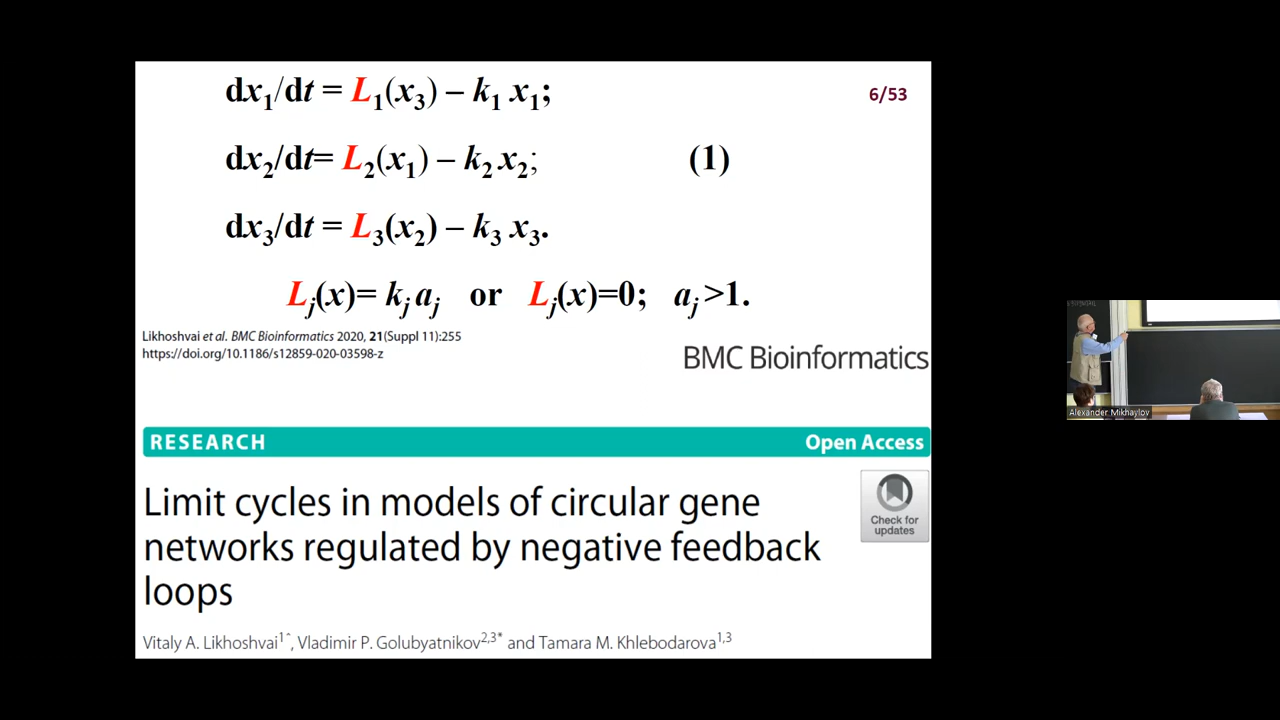 dx₁/dt = L₁(x₃) – k₁ x₁;
6/53
dx₂/dt= L₂(x₁) – k₂ x₂;
(1)
dx₃/dt = L₃(x₂) – k₃ x₃.
Lⱼ(x)= kⱼ aⱼ or Lⱼ(x)=0; aⱼ >1.
Likhoshvai et al. BMC Bioinformatics 2020, 21(Suppl 11):255
https://doi.org/10.1186/s12859-020-03598-z
BMC Bioinformatics
RESEARCH
Open Access
Limit cycles in models of circular gene
networks regulated by negative feedback
loops
Check for
updates
Vitaly A. Likhoshvai1^, Vladimir P. Golubyatnikov2,3* and Tamara M. Khlebodarova1,3
Alexander Mikhaylov